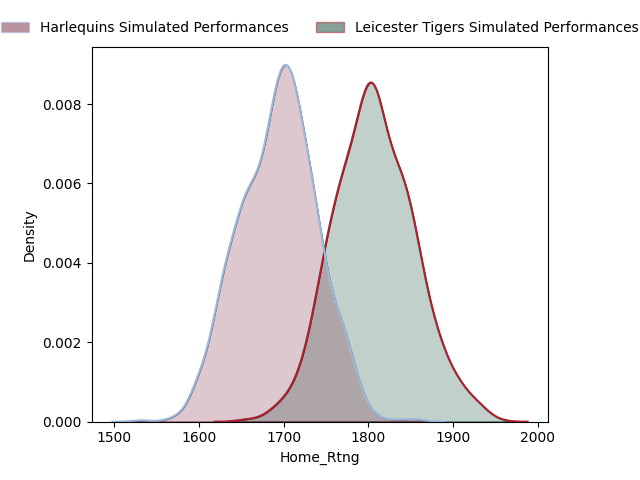 Harlequins Simulated Performances Leicester Tigers Simulated Performances
0.008
0.006
0.004
0.002
0.000
Density
1500 1600 1700 1800 1900 2000
Home_Rtng